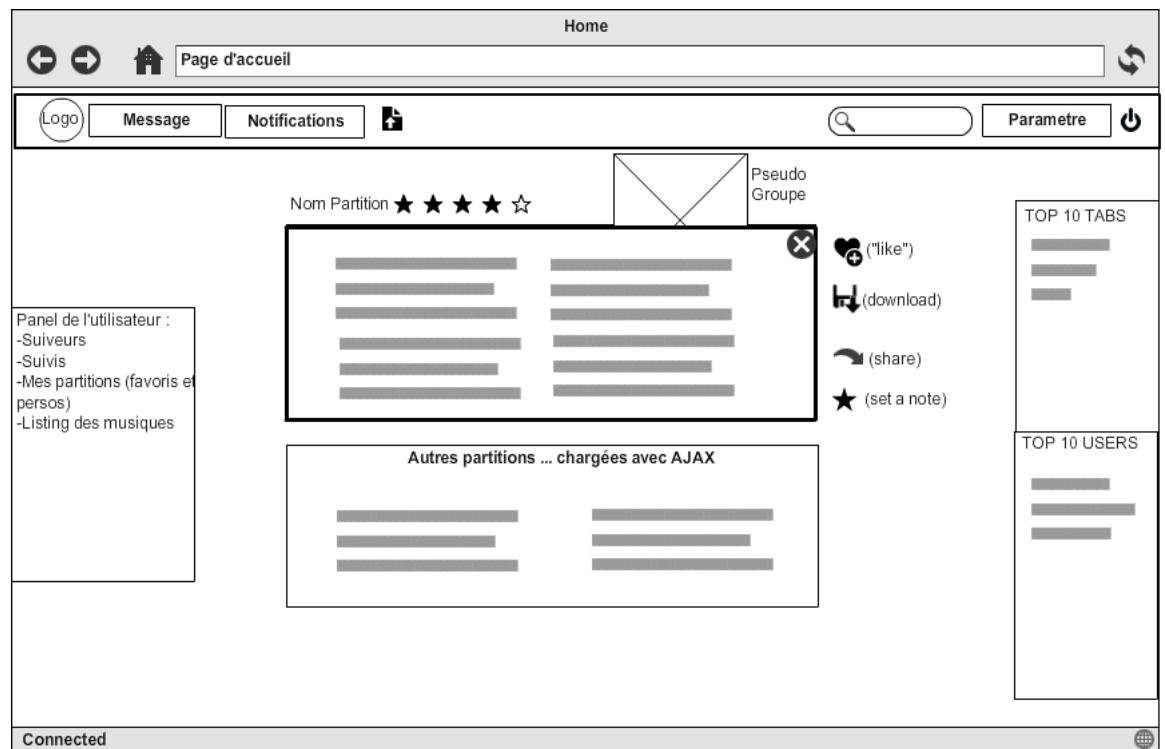 Home
Page d'accueil
Logo
Message
Notifications
Parametre
Nom Partition
Pseudo
Groupe
("like")
(download)
(share)
(set a note)
Panel de l'utilisateur :
-Suiveurs
-Suivis
-Mes partitions (favoris et
persos)
-Listing des musiques
Autres partitions ... chargées avec AJAX
TOP 10 TABS
TOP 10 USERS
Connected